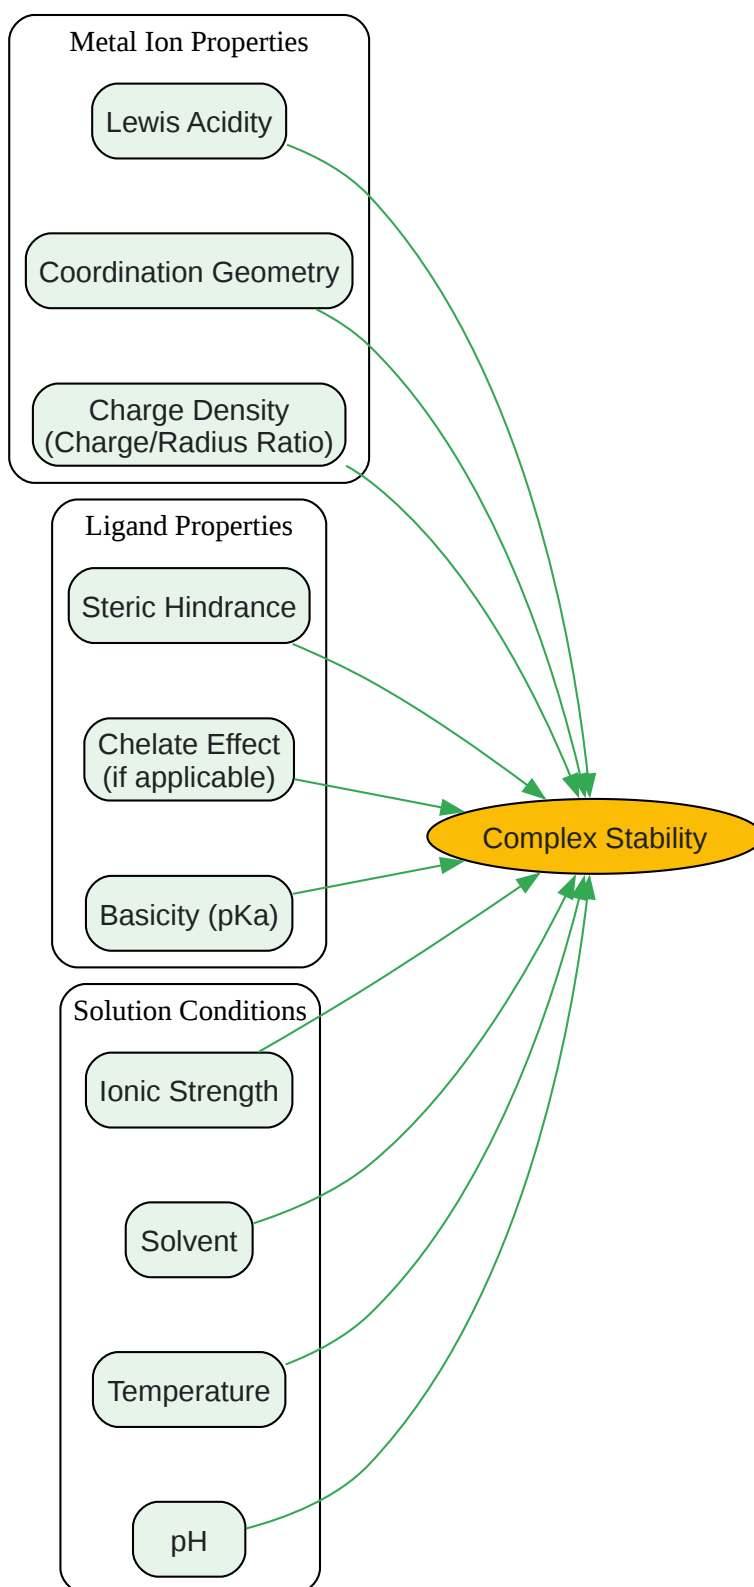 Metal Ion Properties
Lewis Acidity
Coordination Geometry
Charge Density
(Charge/Radius Ratio)
Ligand Properties
Steric Hindrance
Chelate Effect
(if applicable)
Basicity (pKa)
Complex Stability
Solution Conditions
Ionic Strength
Solvent
Temperature
pH